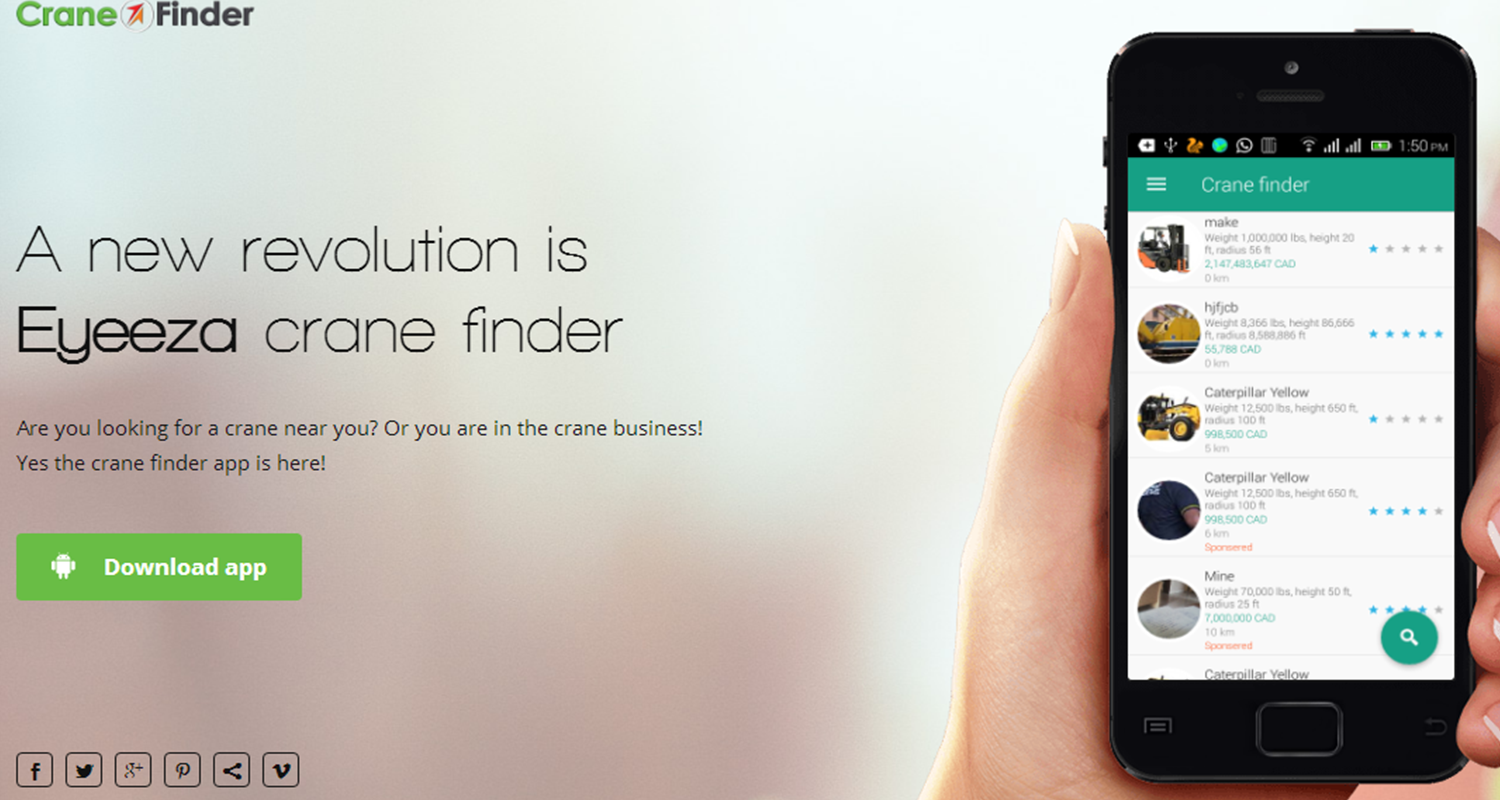 Crane Finder
A new revolution is
Eyeeza crane finder
Are you looking for a crane near you? Or you are in the crane business!
Yes the crane finder app is here!
Download app
1:50 PM
Crane finder
make
Weight 1,000,000 lbs, height 20
ft, radius 56 ft
2,147,483,647 CAD
0 km
hjfjcb
Weight 8,366 lbs, height 86,666
ft, radius 8,588,886 ft
55,788 CAD
0 km
Caterpillar Yellow
Weight 12,500 lbs, height 650 ft,
radius 100 ft
998,500 CAD
5 km
Caterpillar Yellow
Weight 12,500 lbs, height 650 ft,
radius 100 ft
998,500 CAD
6 km
Sponsered
Mine
Weight 70,000 lbs, height 50 ft,
radius 25 ft
7,000,000 CAD
10 km
Sponsered
Caterpillar Yellow